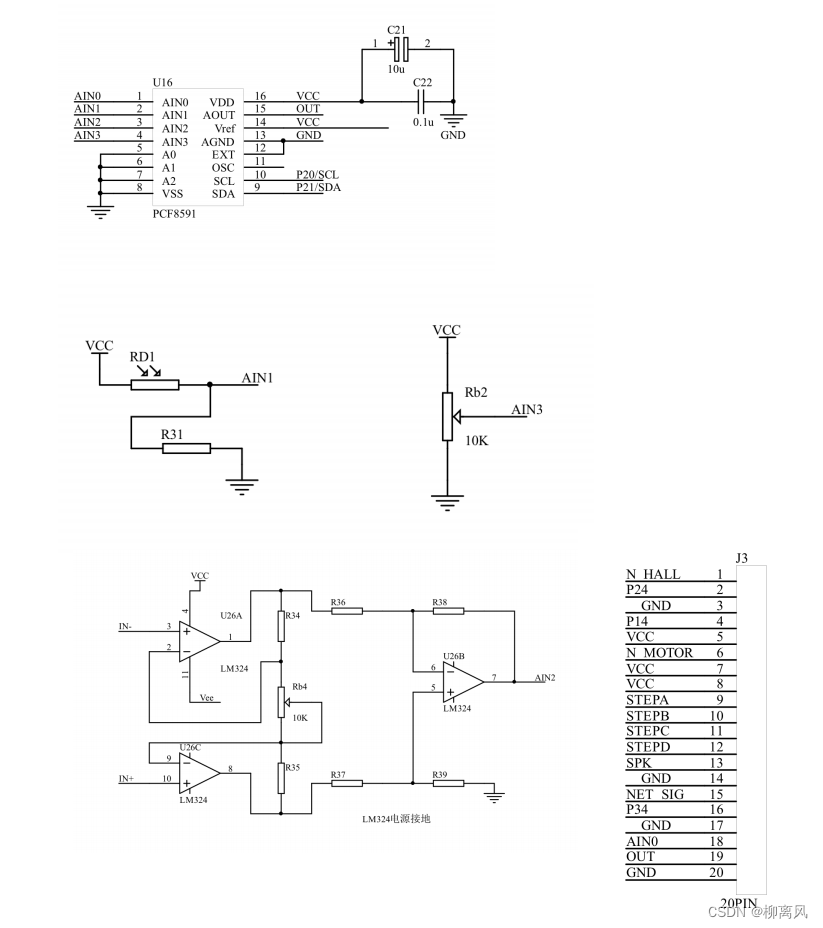 C21
1 + 2
10u
C22
0.1u
GND
U16
AIN0 1 AIN0 VDD 16 VCC
AIN1 2 AIN1 AOUT 15 OUT
AIN2 3 AIN2 Vref 14 VCC
AIN3 4 AIN3 AGND 13 GND
5 A0 EXT 12
6 A1 OSC 11
7 A2 SCL 10 P20/SCL
8 VSS SDA 9 P21/SDA
PCF8591
VCC
RD1
AIN1
R31
VCC
Rb2
AIN3
10K
VCC
4
U26A
IN- 3 + 1
2 −
LM324
11
Vee
R34
Rb4
10K
U26C
9 − 8
IN+ 10 +
LM324
R35
R36
R38
U26B
6 − 7 AIN2
5 +
LM324
R37
R39
LM324电源接地
J3
N_HALL 1
P24 2
GND 3
P14 4
VCC 5
N_MOTOR 6
VCC 7
VCC 8
STEPA 9
STEPB 10
STEPC 11
STEPD 12
SPK 13
GND 14
NET_SIG 15
P34 16
GND 17
AIN0 18
OUT 19
GND 20
20PIN
CSDN @柳离风